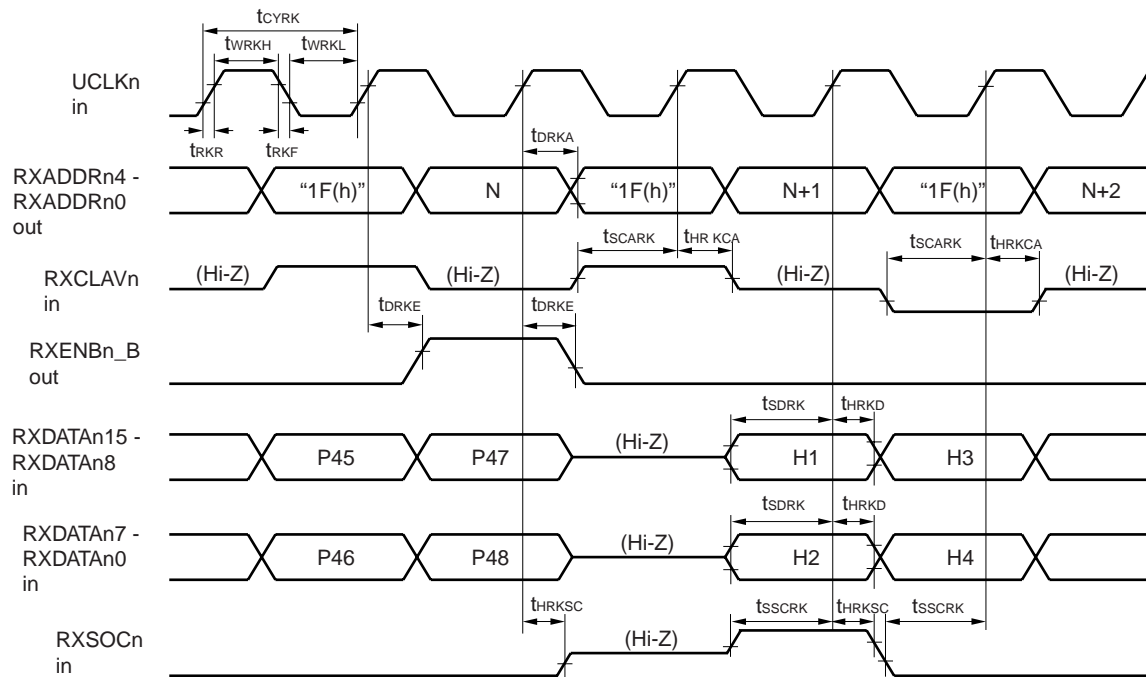 tCYRK
tWRKH tWRKL
UCLKn
in
tRKR tRKF tDRKA
RXADDRn4 -
RXADDRn0
out
“1F(h)” N “1F(h)” N+1 “1F(h)” N+2
tSCARK tHR KCA tSCARK tHRKCA
RXCLAVn
in
(Hi-Z) (Hi-Z) (Hi-Z) (Hi-Z)
tDRKE tDRKE
RXENBn_B
out
tSDRK tHRKD
RXDATAn15 -
RXDATAn8
in
P45 P47 (Hi-Z) H1 H3
tSDRK tHRKD
RXDATAn7 -
RXDATAn0
in
P46 P48 (Hi-Z) H2 H4
tHRKSC tSSCRK tHRKSC tSSCRK
RXSOCn
in
(Hi-Z)